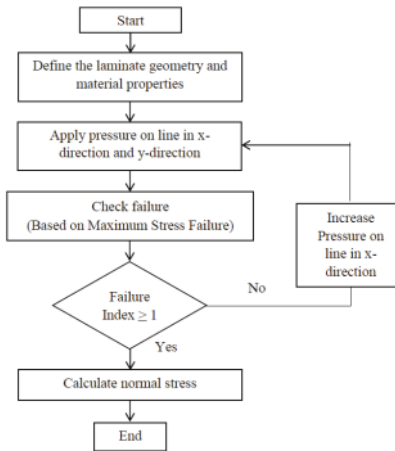 Start
Define the laminate geometry and
material properties
Apply pressure on line in x-
direction and y-direction
Check failure
(Based on Maximum Stress Failure)
Increase
Pressure on
line in x-
direction
Failure
Index ≥ 1
No
Yes
Calculate normal stress
End